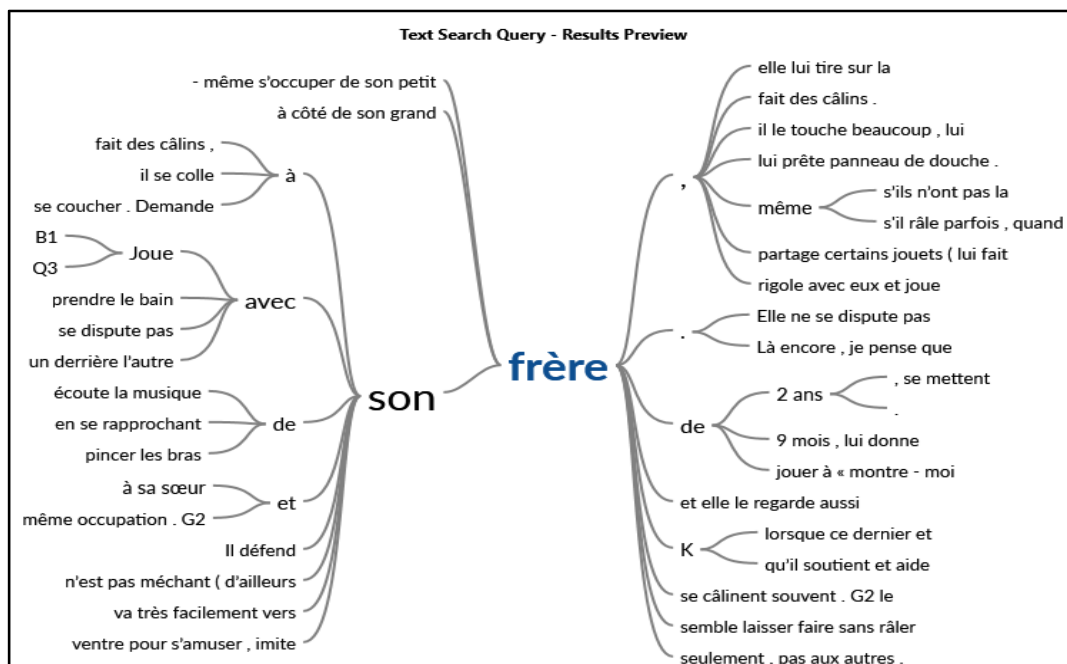 Text Search Query - Results Preview
- même s'occuper de son petit
à côté de son grand
fait des câlins ,
il se colle
se coucher . Demande
à
B1
Q3
Joue
prendre le bain
se dispute pas
un derrière l'autre
avec
écoute la musique
en se rapprochant
pincer les bras
de
à sa sœur
même occupation . G2
et
Il défend
n'est pas méchant ( d'ailleurs
va très facilement vers
ventre pour s'amuser , imite
son
frère
,
elle lui tire sur la
fait des câlins .
il le touche beaucoup , lui
lui prête panneau de douche .
même
s'ils n'ont pas la
s'il râle parfois , quand
partage certains jouets ( lui fait
rigole avec eux et joue
.
Elle ne se dispute pas
Là encore , je pense que
de
2 ans
, se mettent
.
9 mois , lui donne
jouer à « montre - moi
et elle le regarde aussi
K
lorsque ce dernier et
qu'il soutient et aide
se câlinent souvent . G2 le
semble laisser faire sans râler
seulement , pas aux autres .